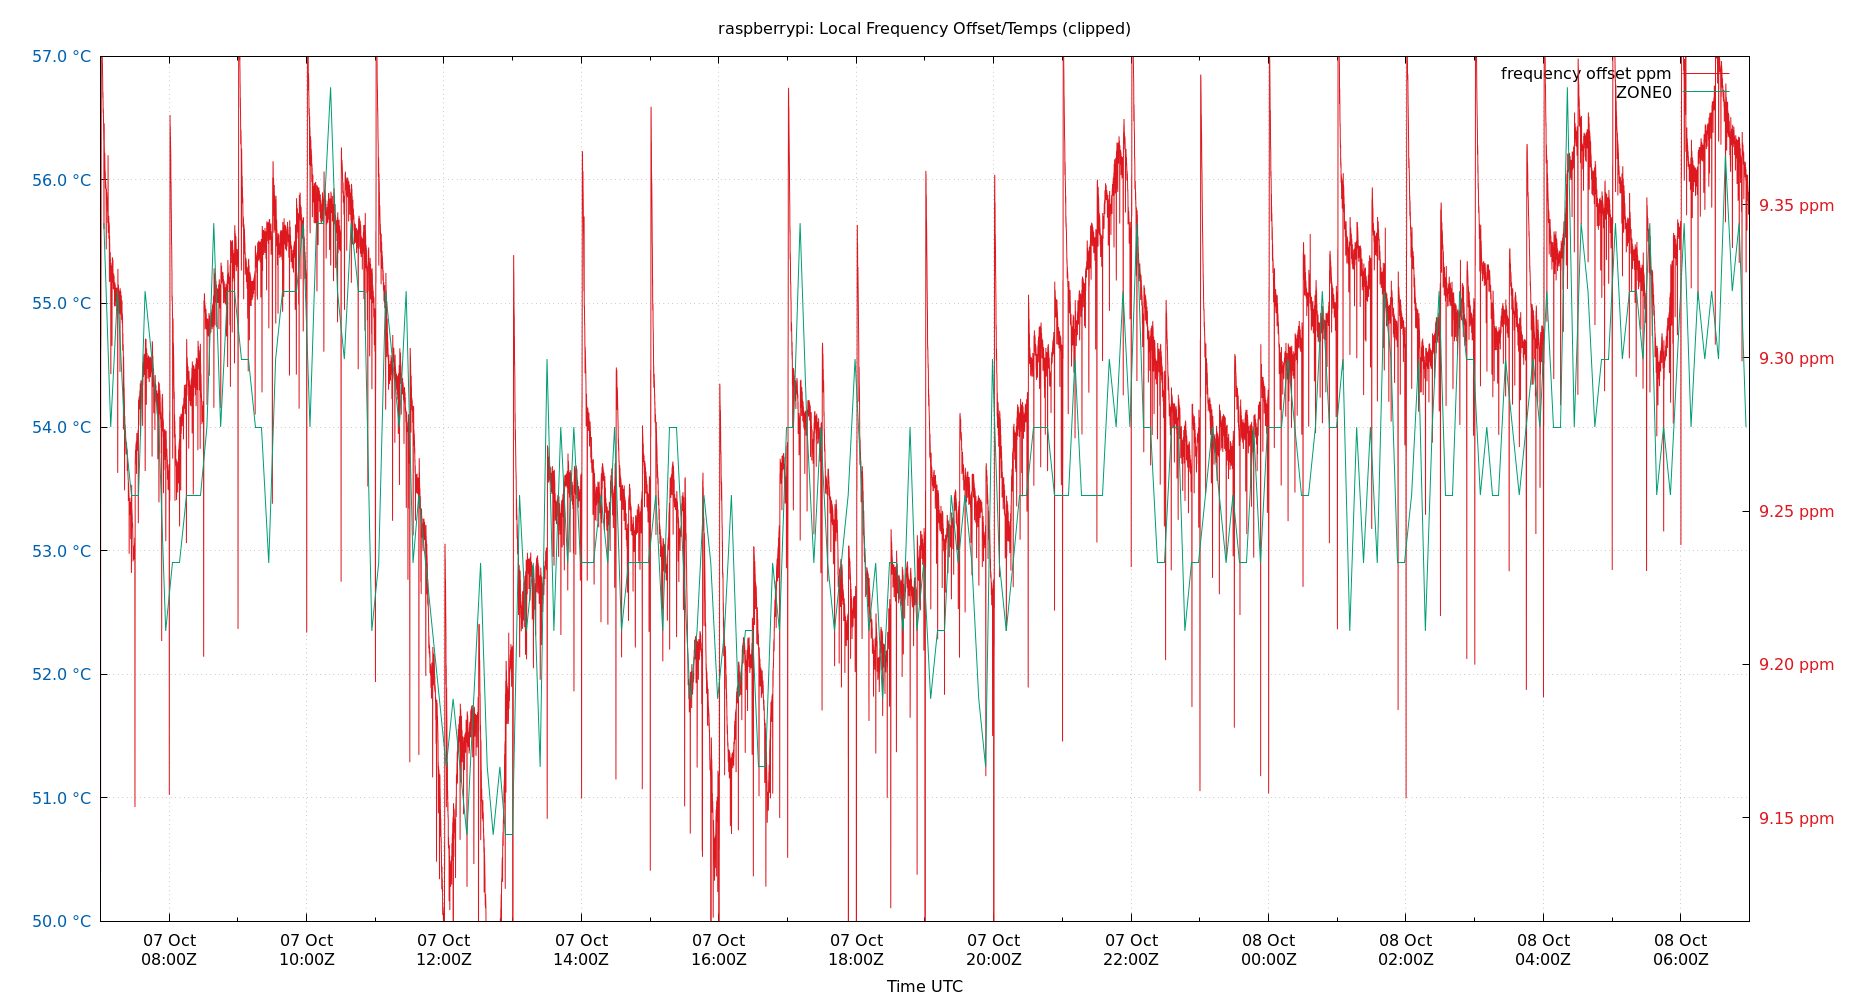 raspberrypi: Local Frequency Offset/Temps (clipped)
57.0 °C
56.0 °C
55.0 °C
54.0 °C
53.0 °C
52.0 °C
51.0 °C
50.0 °C
frequency offset ppm
ZONE0
9.35 ppm
9.30 ppm
9.25 ppm
9.20 ppm
9.15 ppm
07 Oct
08:00Z
07 Oct
10:00Z
07 Oct
12:00Z
07 Oct
14:00Z
07 Oct
16:00Z
07 Oct
18:00Z
07 Oct
20:00Z
07 Oct
22:00Z
08 Oct
00:00Z
08 Oct
02:00Z
08 Oct
04:00Z
08 Oct
06:00Z
Time UTC